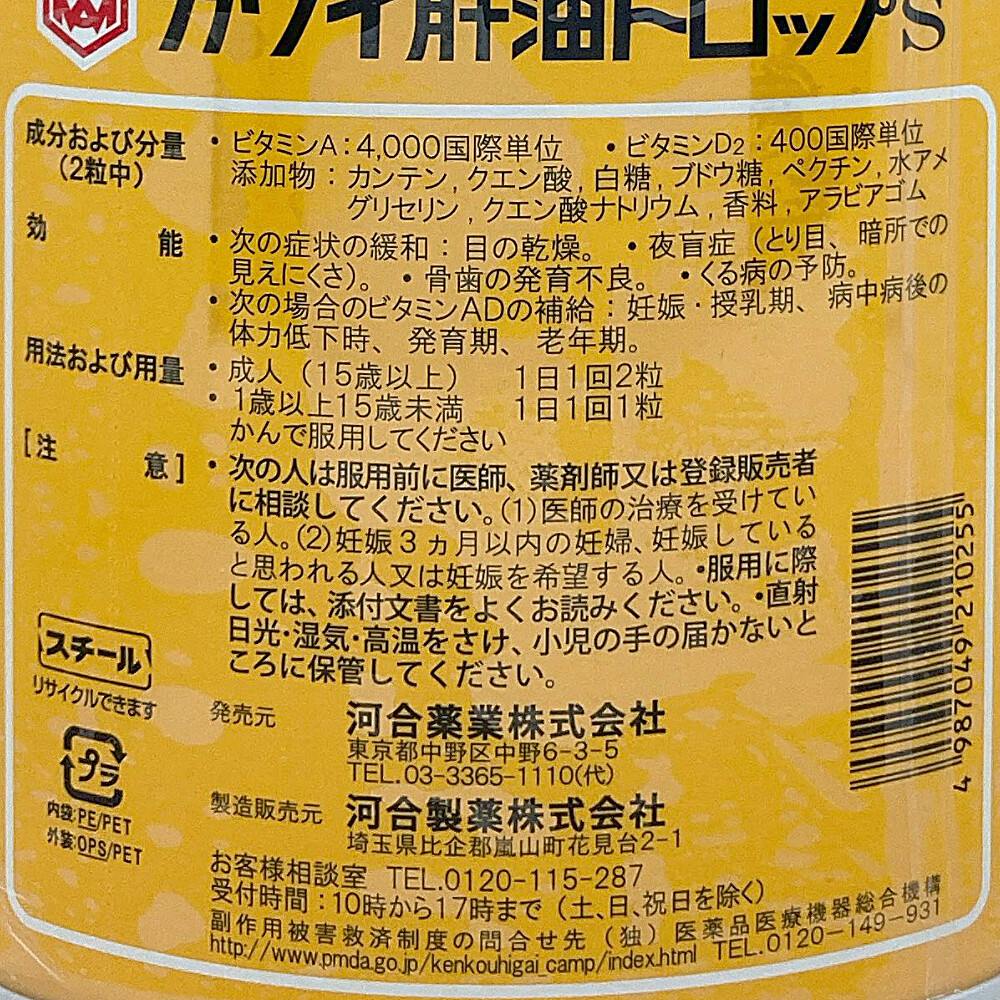 カワイ肝油ドロップS
成分および分量
(2粒中)
・ビタミンA：4,000国際単位 ・ビタミンD2：400国際単位
添加物：カンテン,クエン酸,白糖,ブドウ糖,ペクチン,水アメ
グリセリン,クエン酸ナトリウム,香料,アラビアゴム
効能
・次の症状の緩和：目の乾燥。 ・夜盲症（とり目、暗所での
見えにくさ）。 ・骨歯の発育不良。 ・くる病の予防。
・次の場合のビタミンADの補給：妊娠・授乳期、病中病後の
体力低下時、発育期、老年期。
用法および用量
・成人（15歳以上） 1日1回2粒
・1歳以上15歳未満 1日1回1粒
かんで服用してください
[注意]
・次の人は服用前に医師、薬剤師又は登録販売者
に相談してください。(1)医師の治療を受けてい
る人。(2)妊娠3ヵ月以内の妊婦、妊娠している
と思われる人又は妊娠を希望する人。・服用に際
しては、添付文書をよくお読みください。・直射
日光・湿気・高温をさけ、小児の手の届かないと
ころに保管してください。
スチール
リサイクルできます
プラ
内袋:PE/PET
外装:OPS/PET
発売元 河合薬業株式会社
東京都中野区中野6-3-5
TEL.03-3365-1110(代)
製造販売元 河合製薬株式会社
埼玉県比企郡嵐山町花見台2-1
お客様相談室 TEL.0120-115-287
受付時間：10時から17時まで（土、日、祝日を除く）
副作用被害救済制度の問合せ先（独）医薬品医療機器総合機構
http://www.pmda.go.jp/kenkouhigai_camp/index.html TEL.0120-149-931
4 987049 210255